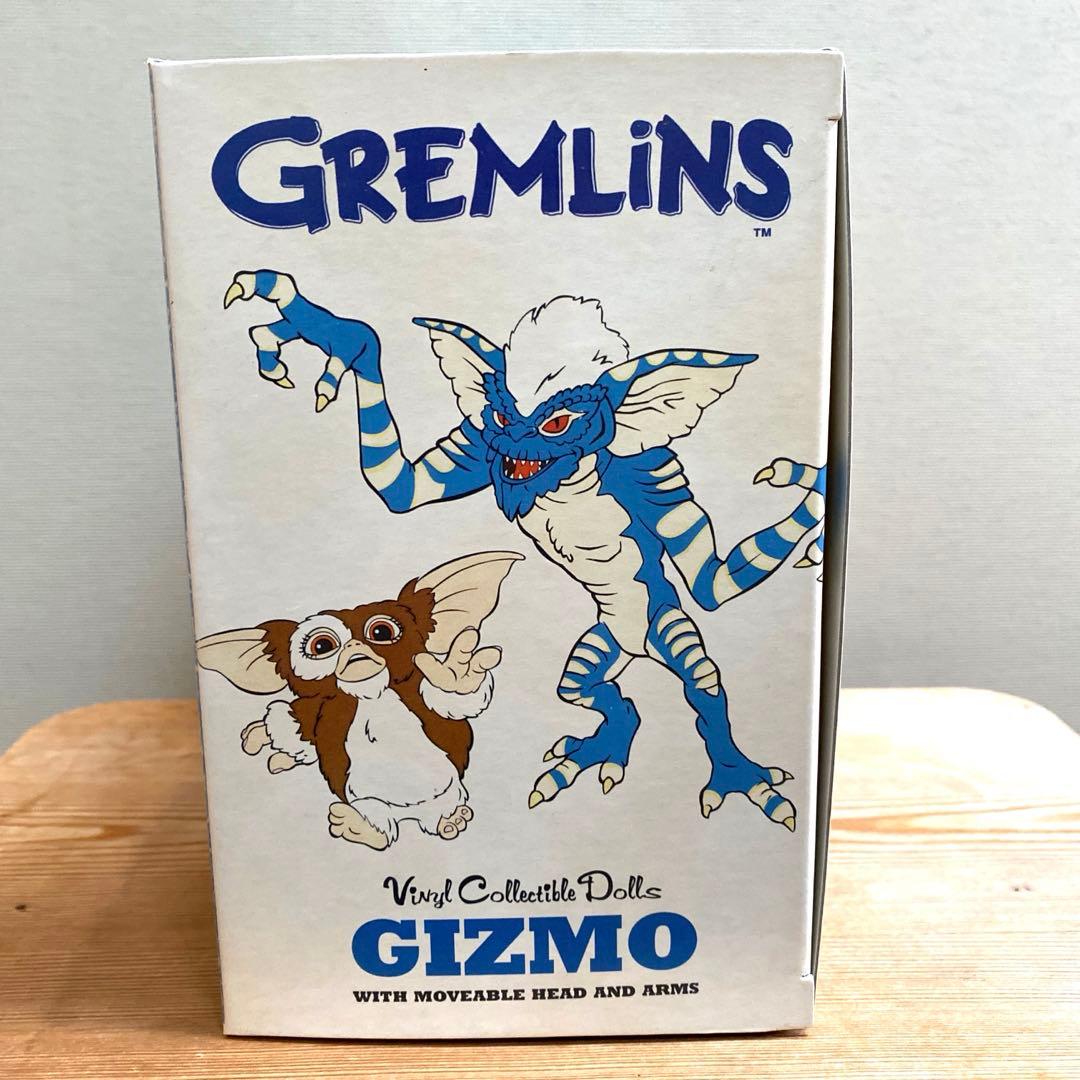 GREMLiNS
TM
Vinyl Collectible Dolls
GIZMO
WITH MOVEABLE HEAD AND ARMS